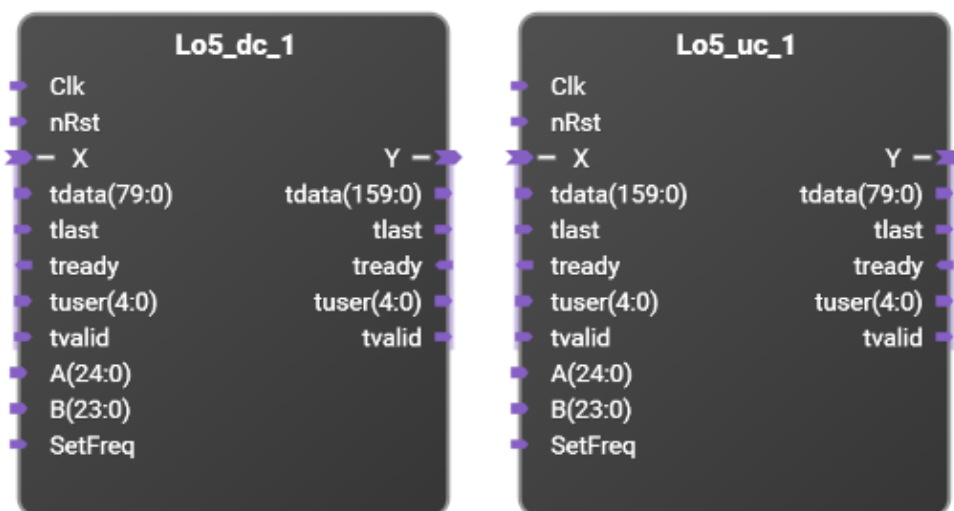 Lo5_dc_1
Clk
nRst
X Y
tdata(79:0) tdata(159:0)
tlast tlast
tready tready
tuser(4:0) tuser(4:0)
tvalid tvalid
A(24:0)
B(23:0)
SetFreq
Lo5_uc_1
Clk
nRst
X Y
tdata(159:0) tdata(79:0)
tlast tlast
tready tready
tuser(4:0) tuser(4:0)
tvalid tvalid
A(24:0)
B(23:0)
SetFreq